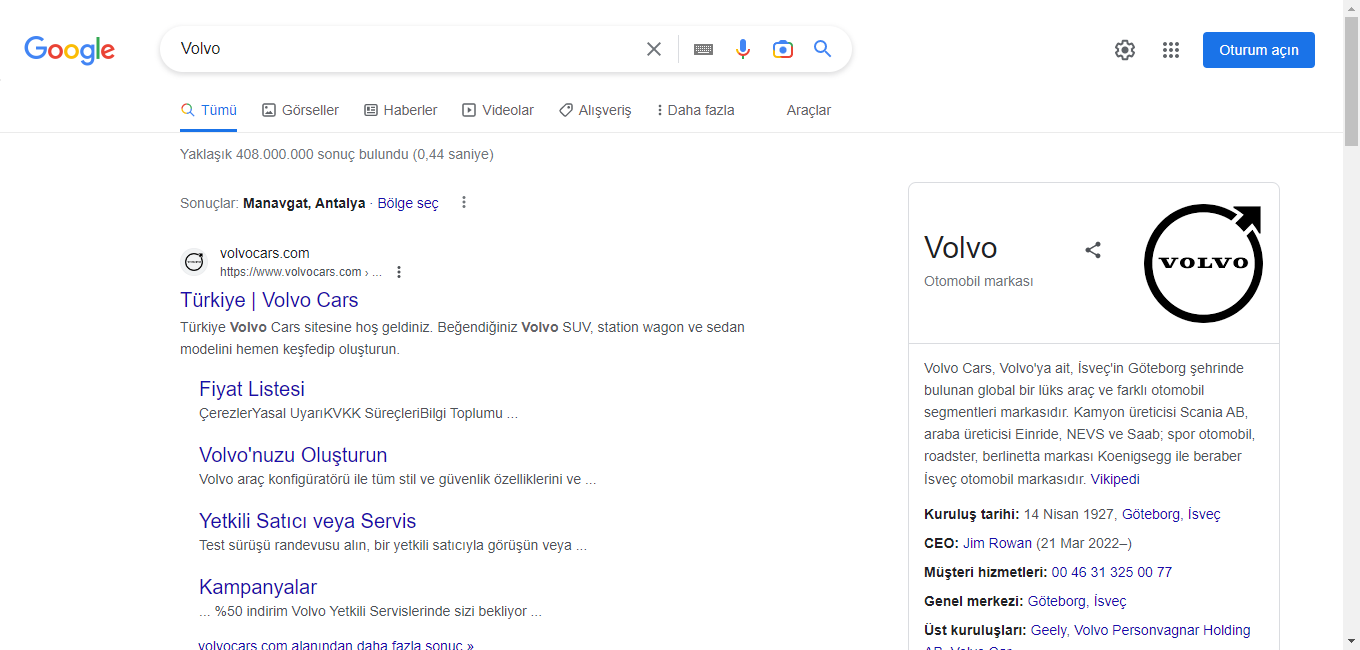 Google
Volvo
Oturum açın
Tümü
Görseller
Haberler
Videolar
Alışveriş
Daha fazla
Araçlar
Yaklaşık 408.000.000 sonuç bulundu (0,44 saniye)
Sonuçlar: Manavgat, Antalya · Bölge seç
volvocars.com
https://www.volvocars.com › ...
Türkiye | Volvo Cars
Türkiye Volvo Cars sitesine hoş geldiniz. Beğendiğiniz Volvo SUV, station wagon ve sedan
modelini hemen keşfedip oluşturun.
Fiyat Listesi
ÇerezlerYasal UyarıKVKK SüreçleriBilgi Toplumu ...
Volvo'nuzu Oluşturun
Volvo araç konfigüratörü ile tüm stil ve güvenlik özelliklerini ve ...
Yetkili Satıcı veya Servis
Test sürüşü randevusu alın, bir yetkili satıcıyla görüşün veya ...
Kampanyalar
... %50 indirim Volvo Yetkili Servislerinde sizi bekliyor ...
volvocars.com alanından daha fazla sonuç »
Volvo
Otomobil markası
VOLVO
Volvo Cars, Volvo'ya ait, İsveç'in Göteborg şehrinde
bulunan global bir lüks araç ve farklı otomobil
segmentleri markasıdır. Kamyon üreticisi Scania AB,
araba üreticisi Einride, NEVS ve Saab; spor otomobil,
roadster, berlinetta markası Koenigsegg ile beraber
İsveç otomobil markasıdır. Vikipedi
Kuruluş tarihi: 14 Nisan 1927, Göteborg, İsveç
CEO: Jim Rowan (21 Mar 2022–)
Müşteri hizmetleri: 00 46 31 325 00 77
Genel merkezi: Göteborg, İsveç
Üst kuruluşları: Geely, Volvo Personvagnar Holding
AB, Volvo Car